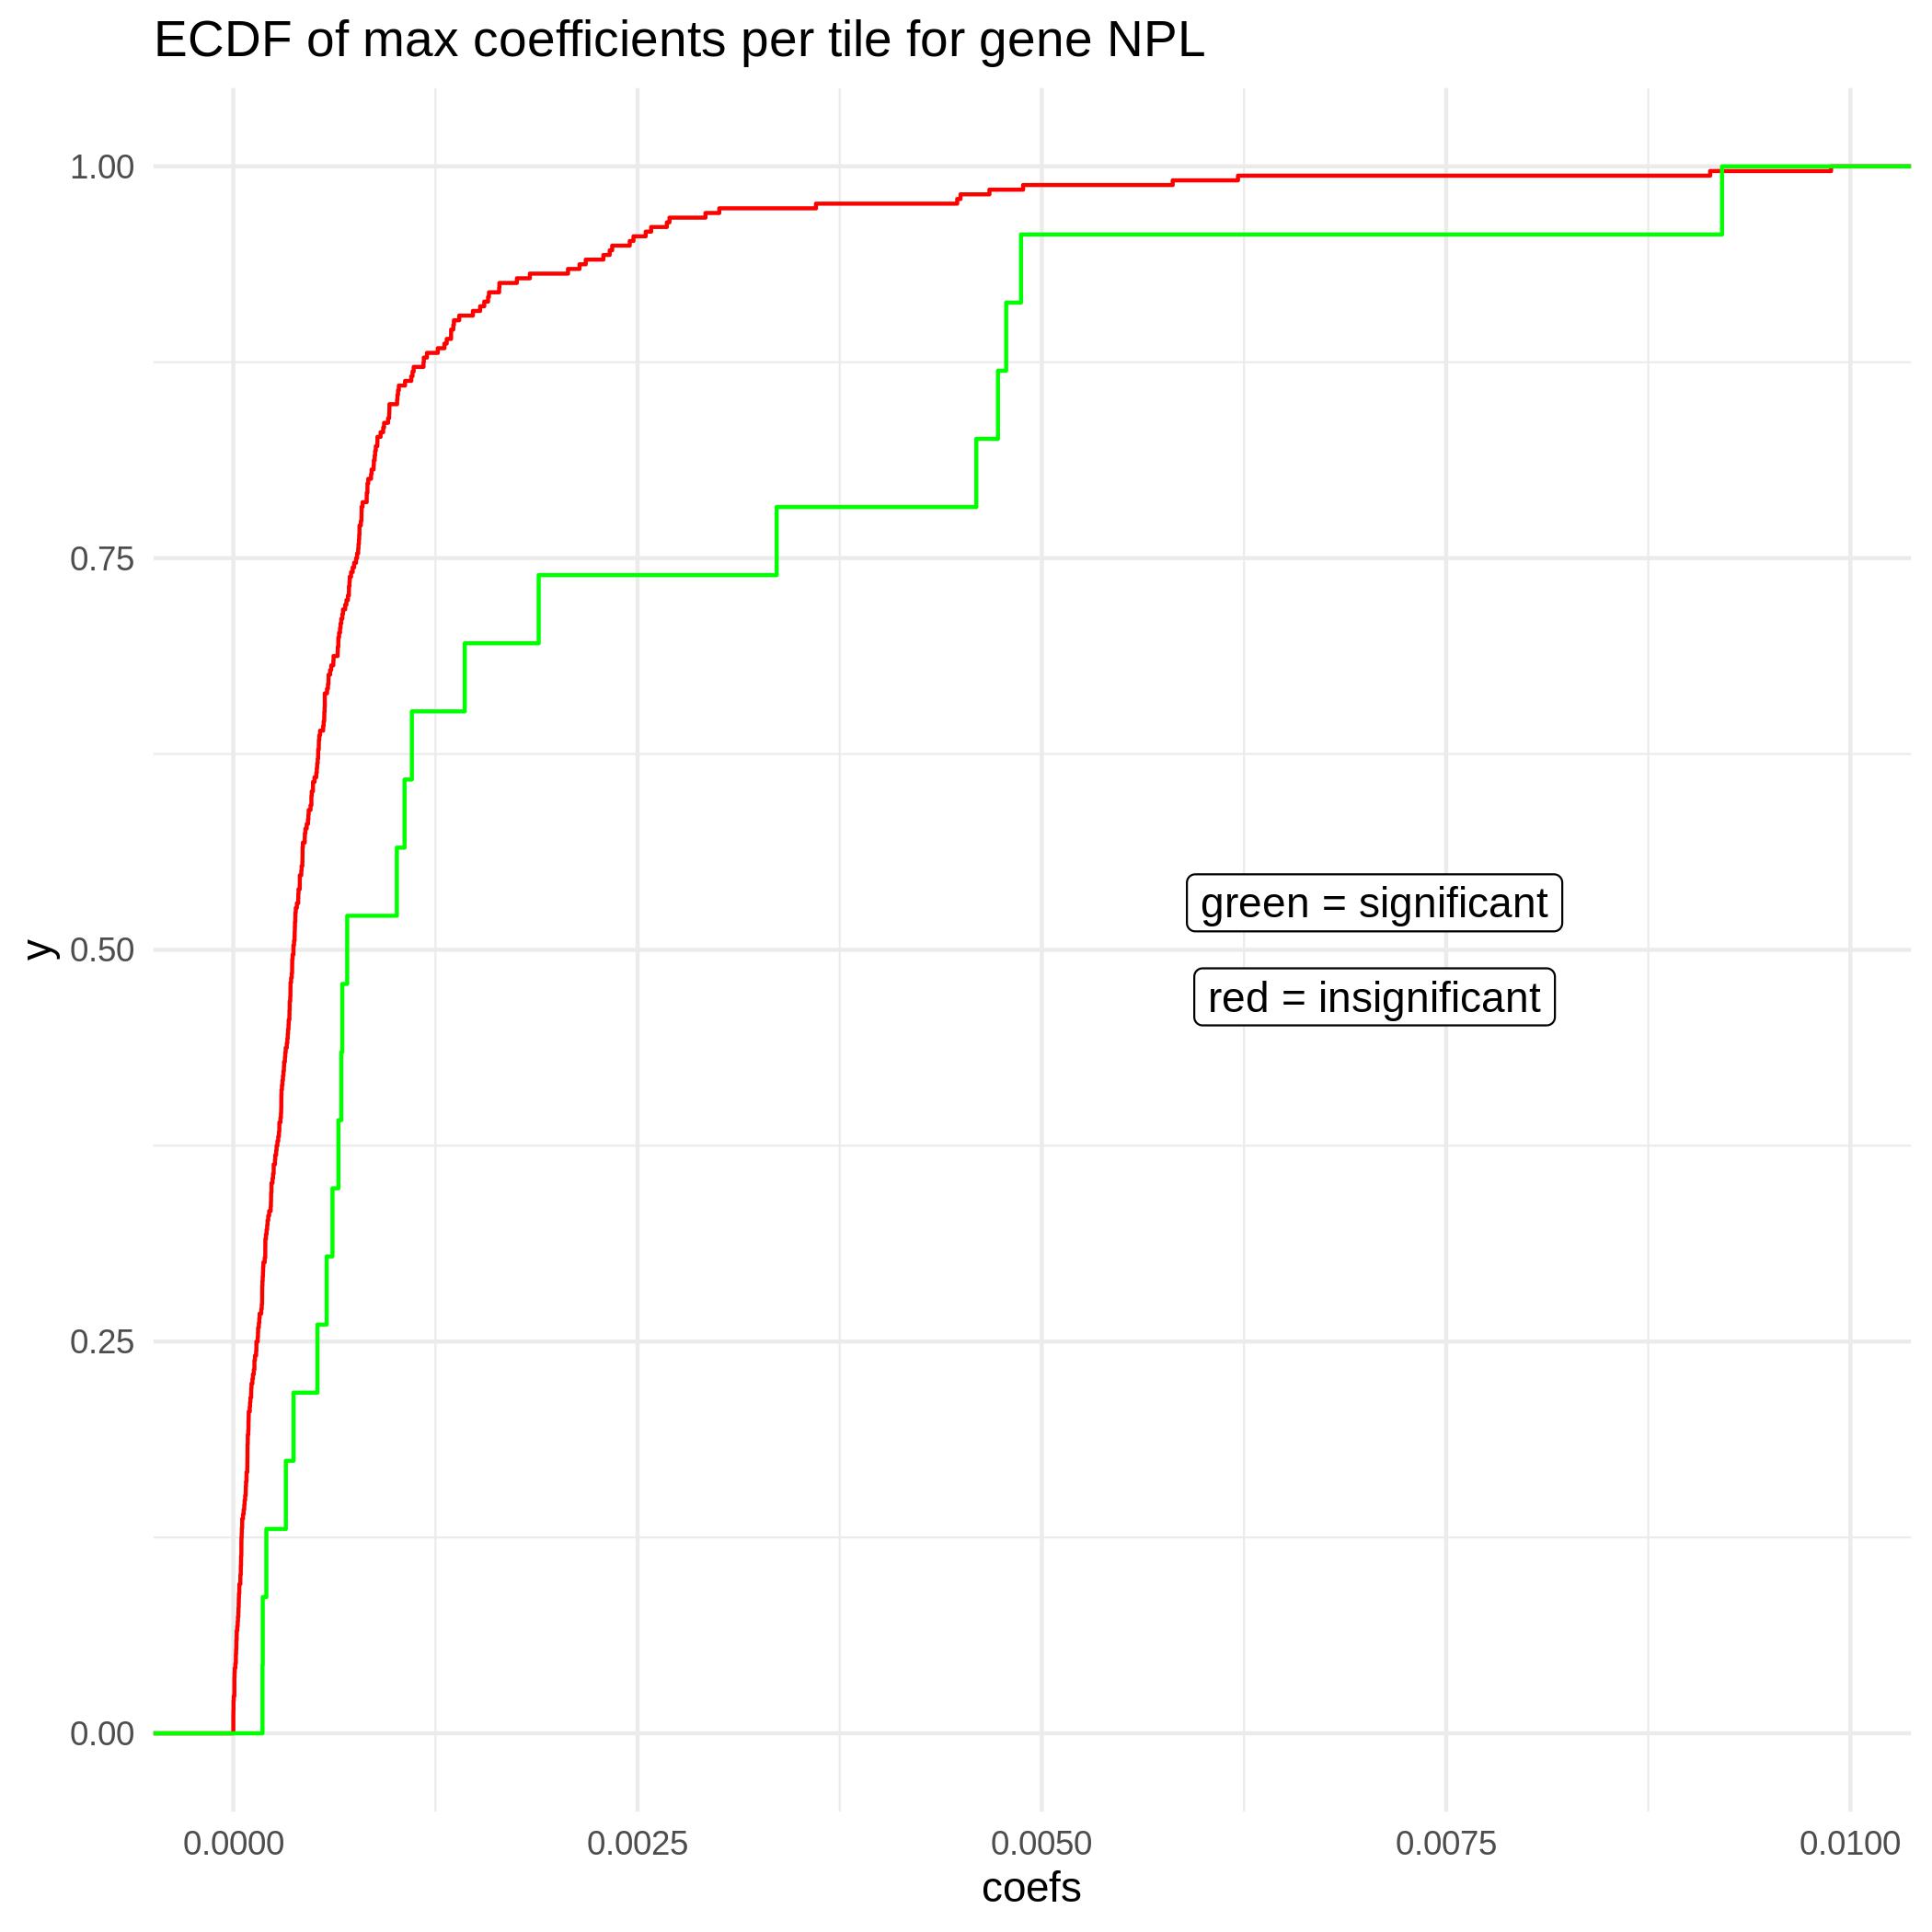 ECDF of max coefficients per tile for gene NPL
1.00
0.75
green = significant
y
0.50
red = insignificant
0.25
0.00
0.0000 0.0025 0.0050 0.0075 0.0100
coefs